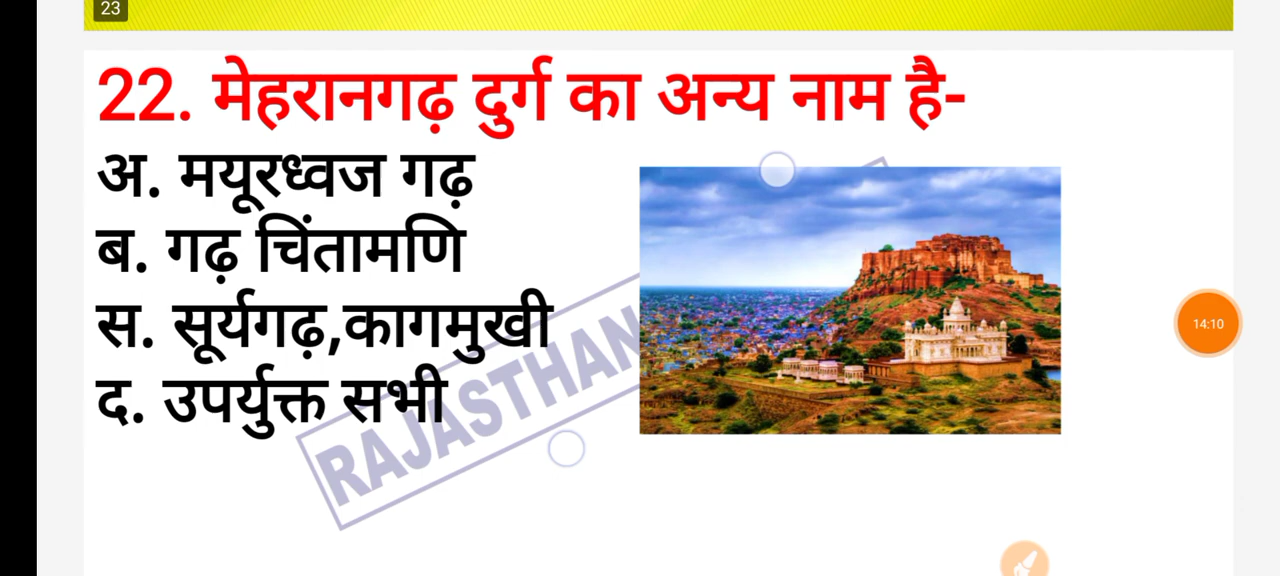 23
22. मेहरानगढ़ दुर्ग का अन्य नाम है-
अ. मयूरध्वज गढ़
ब. गढ़ चिंतामणि
स. सूर्यगढ़,कागमुखी
द. उपर्युक्त सभी
RAJASTHAN
14:10